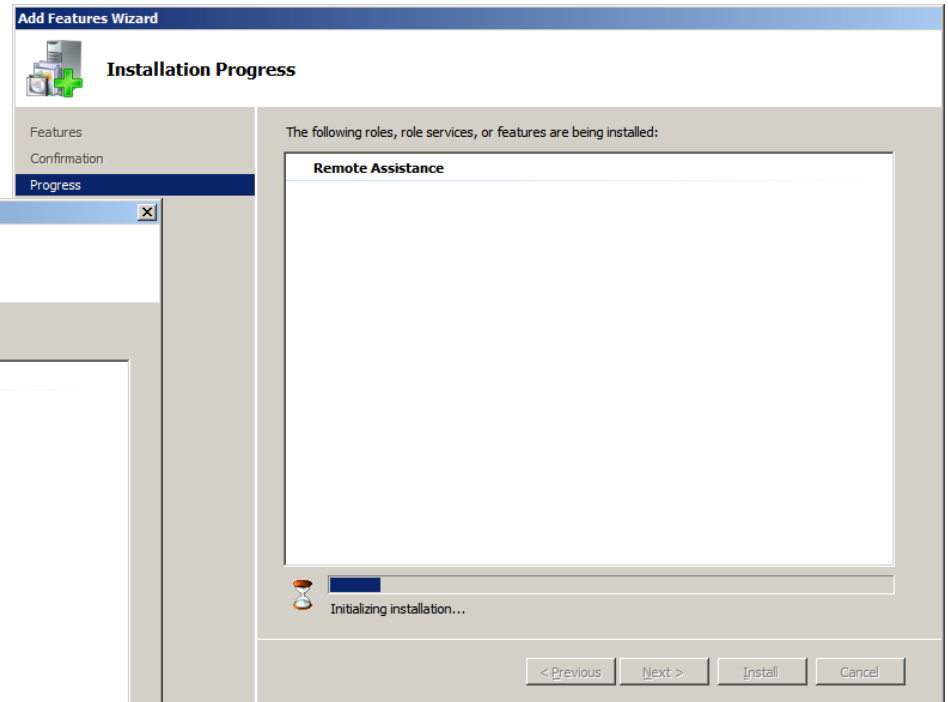 Add Features Wizard
Installation Progress
Features
Confirmation
Progress
The following roles, role services, or features are being installed:
Remote Assistance
Initializing installation...
< Previous
Next >
Install
Cancel